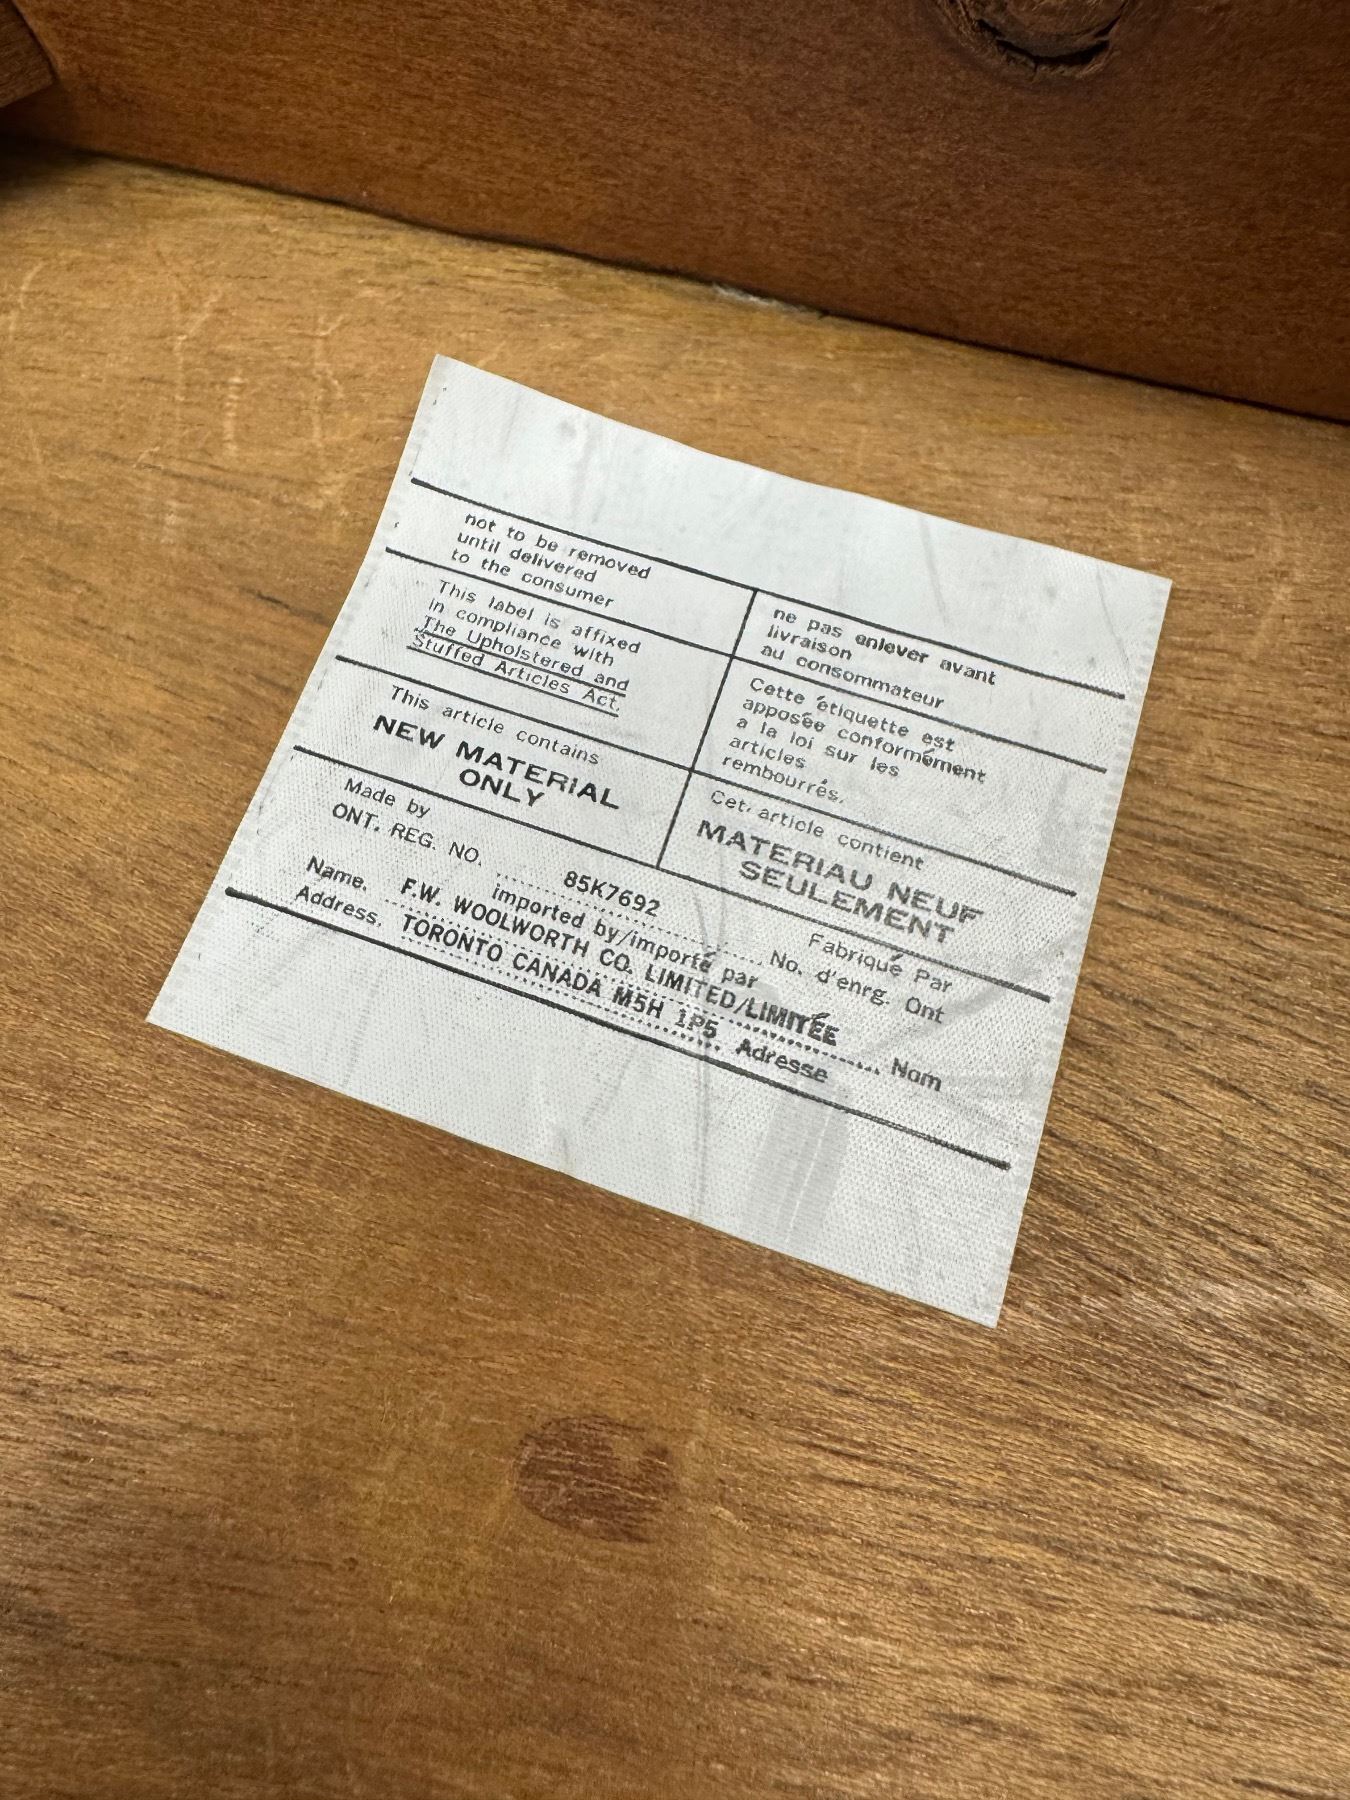 not to be removed
until delivered
to the consumer
ne pas enlever avant
livraison
au consommateur
This label is affixed
in compliance with
The Upholstered and
Stuffed Articles Act.
Cette étiquette est
apposée conformément
a la loi sur les
articles
rembourrés.
This article contains
NEW MATERIAL
ONLY
Cet. article contient
MATERIAU NEUF
SEULEMENT
Made by
Fabriqué Par
ONT. REG. NO. 85K7692 No. d'enrg. Ont
imported by/importé par
Name. F.W. WOOLWORTH CO. LIMITED/LIMITÉE Nom
Address. TORONTO CANADA M5H 1P5 Adresse